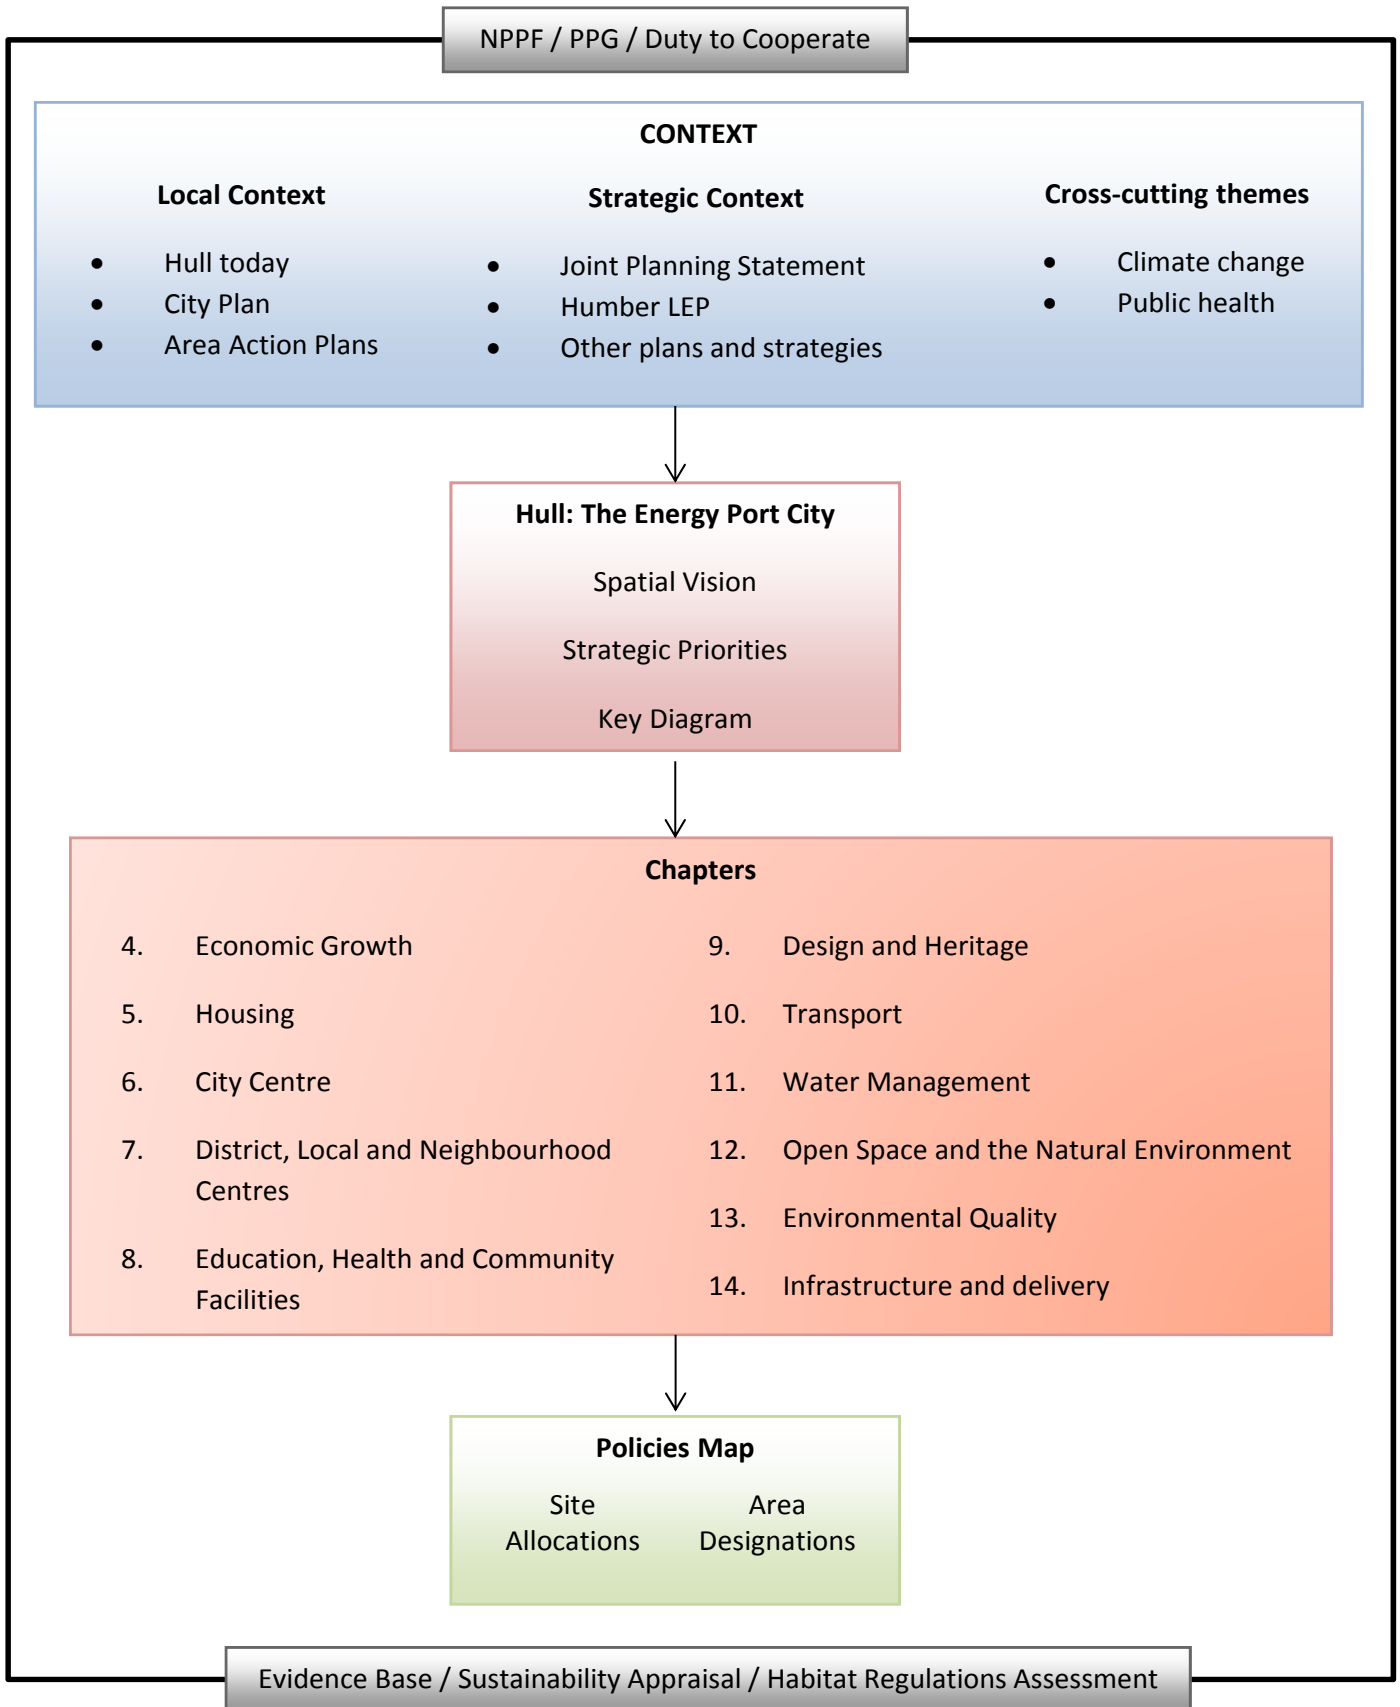 NPPF / PPG / Duty to Cooperate
CONTEXT
Local Context
• Hull today
• City Plan
• Area Action Plans
Strategic Context
• Joint Planning Statement
• Humber LEP
• Other plans and strategies
Cross-cutting themes
• Climate change
• Public health
Hull: The Energy Port City
Spatial Vision
Strategic Priorities
Key Diagram
Chapters
4. Economic Growth
5. Housing
6. City Centre
7. District, Local and Neighbourhood
Centres
8. Education, Health and Community
Facilities
9. Design and Heritage
10. Transport
11. Water Management
12. Open Space and the Natural Environment
13. Environmental Quality
14. Infrastructure and delivery
Policies Map
Site
Allocations
Area
Designations
Evidence Base / Sustainability Appraisal / Habitat Regulations Assessment